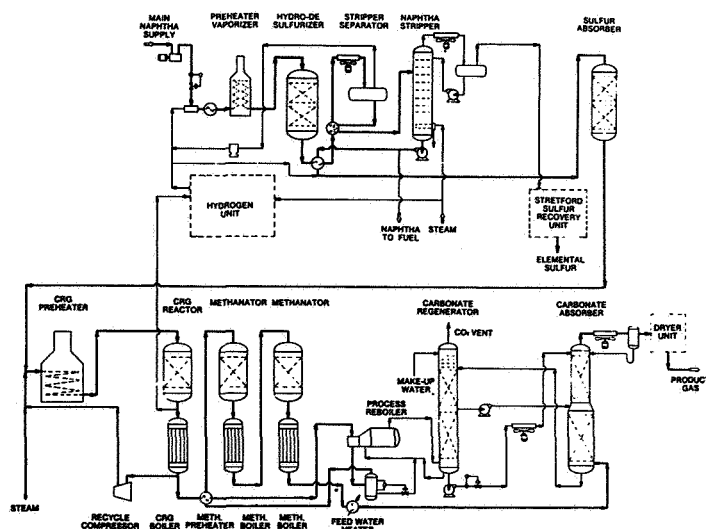 MAIN
NAPHTHA
SUPPLY
PREHEATER
VAPORIZER
HYDRO-DE
SULFURIZER
STRIPPER
SEPARATOR
NAPHTHA
STRIPPER
SULFUR
ABSORBER
HYDROGEN
UNIT
NAPHTHA
TO FUEL
STEAM
STRETFORD
SULFUR
RECOVERY
UNIT
ELEMENTAL
SULFUR
CRG
PREHEATER
CRG
REACTOR
METHANATOR
METHANATOR
CARBONATE
REGENERATOR
CO₂ VENT
CARBONATE
ABSORBER
DRYER
UNIT
PRODUCT
GAS
MAKE-UP
WATER
PROCESS
REBOILER
STEAM
RECYCLE
COMPRESSOR
CRG
BOILER
METH.
PREHEATER
METH.
BOILER
METH.
BOILER
FEED WATER